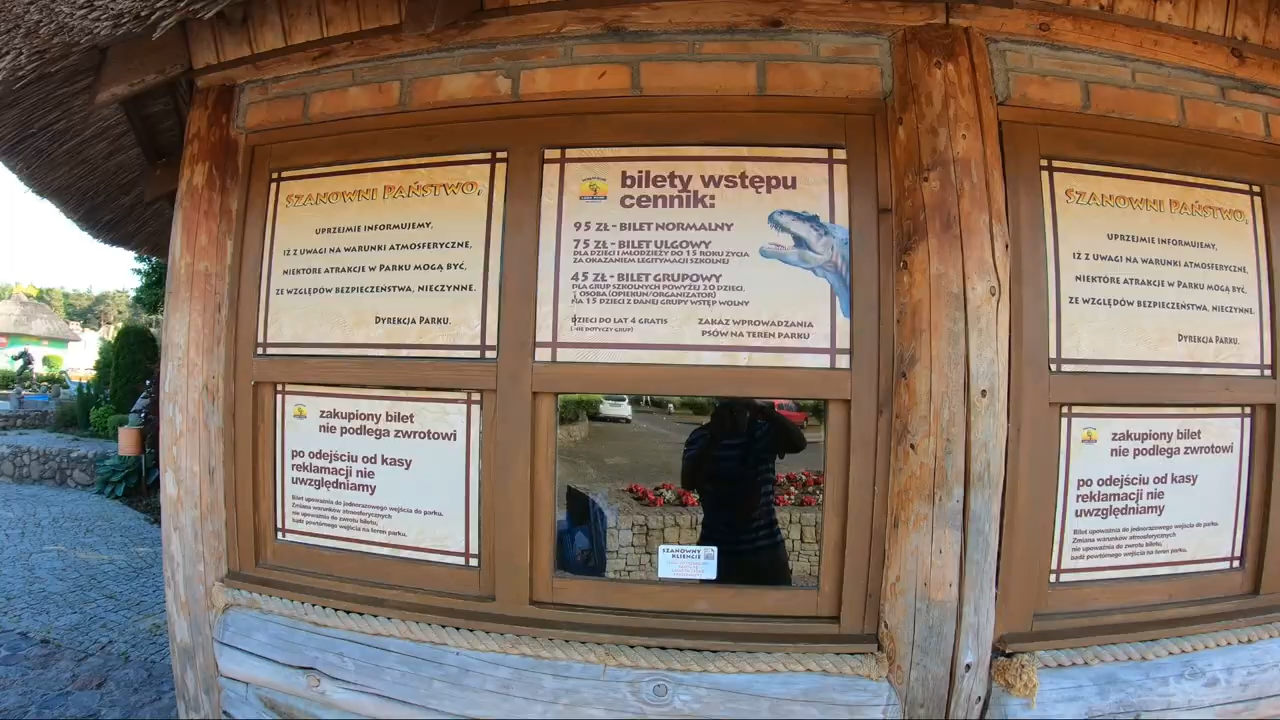 SZANOWNI PAŃSTWO,
UPRZEJMIE INFORMUJEMY,
IŻ Z UWAGI NA WARUNKI ATMOSFERYCZNE,
NIEKTÓRE ATRAKCJE W PARKU MOGĄ BYĆ,
ZE WZGLĘDÓW BEZPIECZEŃSTWA, NIECZYNNE.
DYREKCJA PARKU.
bilety wstępu
cennik:
95 ZŁ - BILET NORMALNY
75 ZŁ - BILET ULGOWY
DLA DZIECI I MŁODZIEŻY DO 15 ROKU ŻYCIA
ZA OKAZANIEM LEGITYMACJI SZKOLNEJ
45 ZŁ - BILET GRUPOWY
DLA GRUP SZKOLNYCH POWYŻEJ 20 DZIECI.
1 OSOBA (OPIEKUN/ORGANIZATOR)
NA 15 DZIECI Z DANEJ GRUPY WSTĘP WOLNY
DZIECI DO LAT 4 GRATIS
(NIE DOTYCZY GRUP)
ZAKAZ WPROWADZANIA
PSÓW NA TEREN PARKU
SZANOWNI PAŃSTWO,
UPRZEJMIE INFORMUJEMY,
IŻ Z UWAGI NA WARUNKI ATMOSFERYCZNE,
NIEKTÓRE ATRAKCJE W PARKU MOGĄ BYĆ,
ZE WZGLĘDÓW BEZPIECZEŃSTWA, NIECZYNNE.
DYREKCJA PARKU.
zakupiony bilet
nie podlega zwrotowi
po odejściu od kasy
reklamacji nie
uwzględniamy
Bilet upoważnia do jednorazowego wejścia do parku.
Zmiana warunków atmosferycznych
nie upoważnia do zwrotu biletu,
bądź powtórnego wejścia na teren parku.
SZANOWNY
KLIENCIE
zakupiony bilet
nie podlega zwrotowi
po odejściu od kasy
reklamacji nie
uwzględniamy
Bilet upoważnia do jednorazowego wejścia do parku.
Zmiana warunków atmosferycznych
nie upoważnia do zwrotu biletu,
bądź powtórnego wejścia na teren parku.